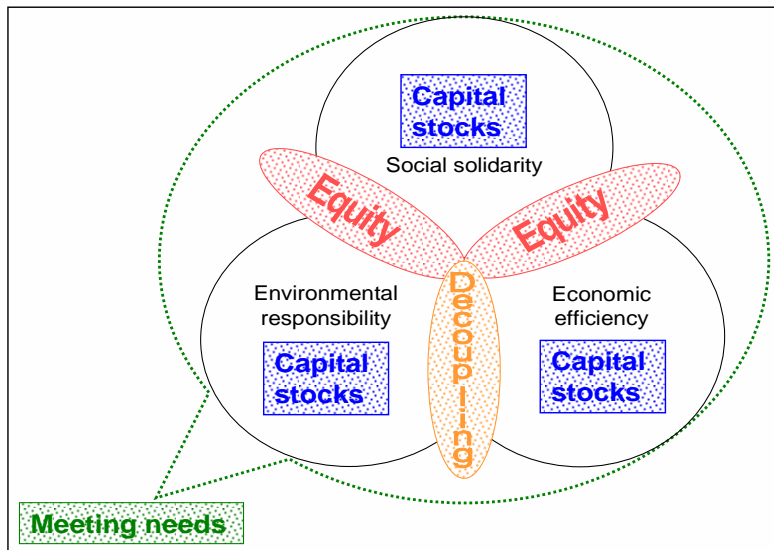 Capital
stocks
Social solidarity
Equity
Equity
Decoupling
Environmental
responsibility
Economic
efficiency
Capital
stocks
Capital
stocks
Meeting needs